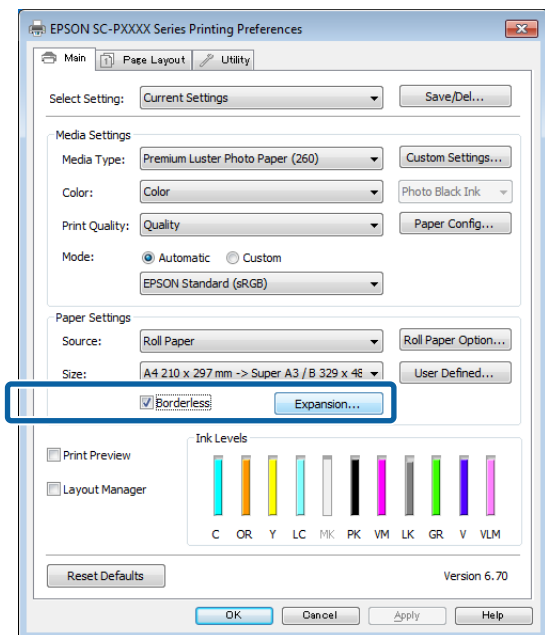 EPSON SC-PXXXX Series Printing Preferences
Main Page Layout Utility
Select Setting: Current Settings Save/Del...
Media Settings
Media Type: Premium Luster Photo Paper (260) Custom Settings...
Color: Color Photo Black Ink
Print Quality: Quality Paper Config...
Mode: Automatic Custom
EPSON Standard (sRGB)
Paper Settings
Source: Roll Paper Roll Paper Option...
Size: A4 210 x 297 mm -> Super A3 / B 329 x 48 User Defined...
Borderless Expansion...
Ink Levels
Print Preview
Layout Manager
C OR Y LC MK PK VM LK GR V VLM
Reset Defaults Version 6.70
OK Cancel Apply Help